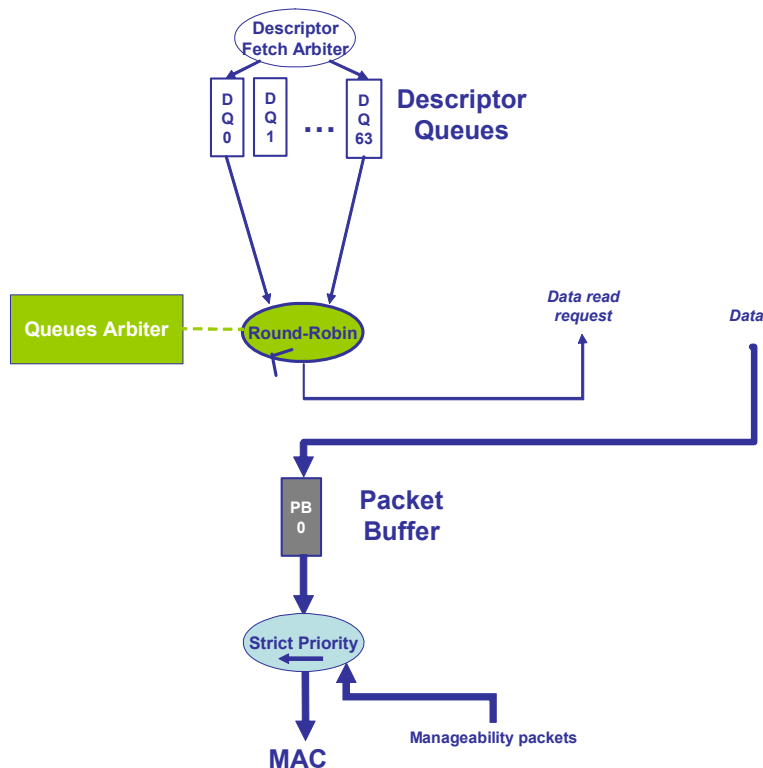 Descriptor
Fetch Arbiter
D
Q
0
D
Q
1
...
D
Q
63
Descriptor
Queues
Queues Arbiter
Round-Robin
Data read
request
Data
PB
0
Packet
Buffer
Strict Priority
Manageability packets
MAC